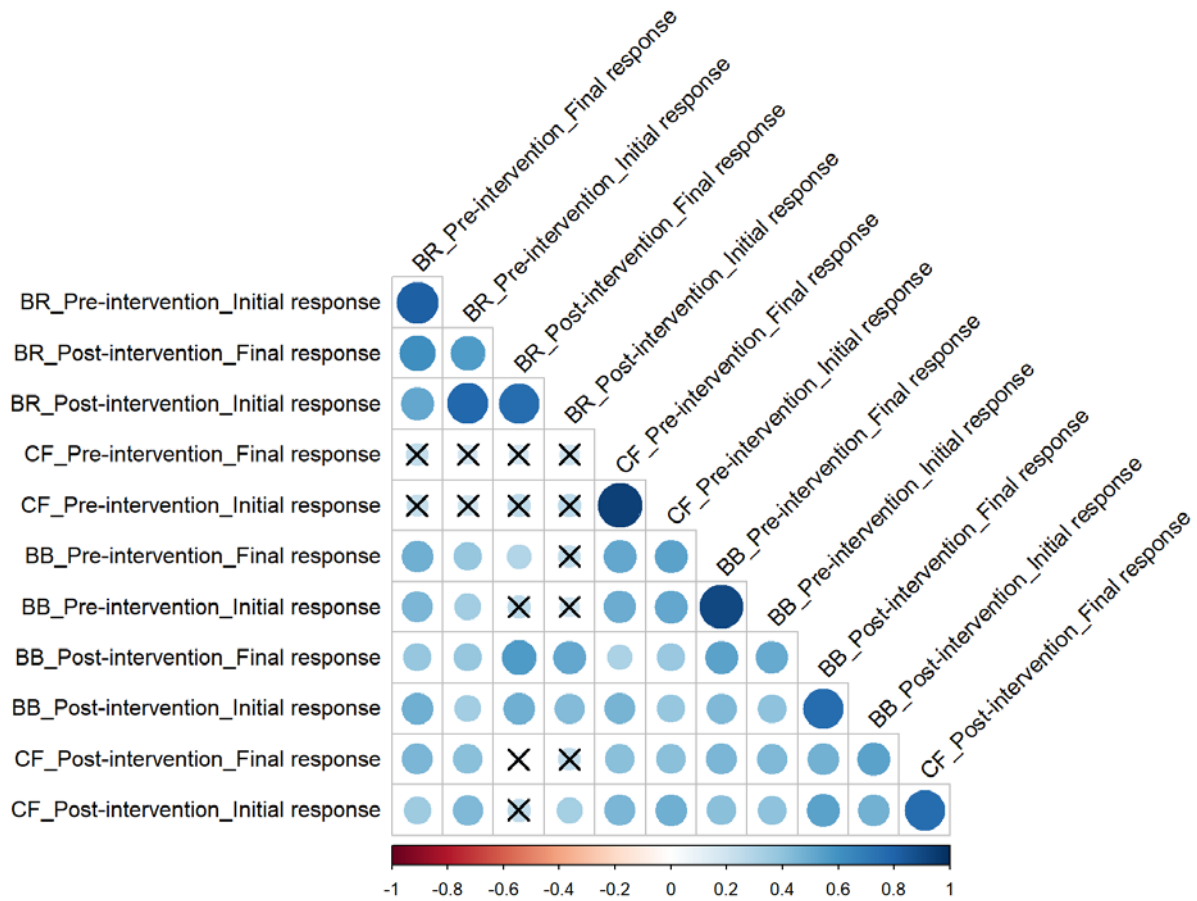 BR_Pre-intervention_Final response
BR_Pre-intervention_Initial response
BR_Post-intervention_Final response
BR_Post-intervention_Initial response
CF_Pre-intervention_Final response
CF_Pre-intervention_Initial response
BB_Pre-intervention_Final response
BB_Pre-intervention_Initial response
BB_Post-intervention_Final response
BB_Post-intervention_Initial response
CF_Post-intervention_Final response
BR_Pre-intervention_Initial response
BR_Post-intervention_Final response
BR_Post-intervention_Initial response
CF_Pre-intervention_Final response
CF_Pre-intervention_Initial response
BB_Pre-intervention_Final response
BB_Pre-intervention_Initial response
BB_Post-intervention_Final response
BB_Post-intervention_Initial response
CF_Post-intervention_Final response
CF_Post-intervention_Initial response
-1 -0.8 -0.6 -0.4 -0.2 0 0.2 0.4 0.6 0.8 1